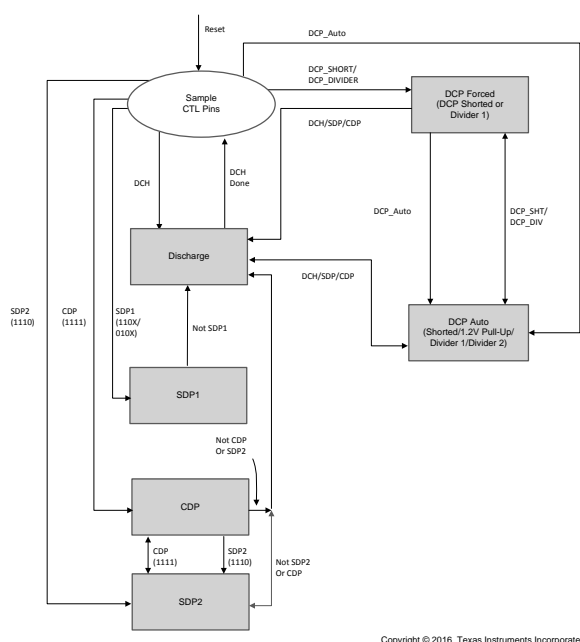 Reset
DCP_Auto
DCP_SHORT/
DCP_DIVIDER
Sample
CTL Pins
DCP Forced
(DCP Shorted or
Divider 1)
DCH/SDP/CDP
DCH
DCH
Done
DCP_Auto
DCP_SHT/
DCP_DIV
Discharge
DCH/SDP/CDP
SDP2
(1110)
CDP
(1111)
SDP1
(110X/
010X)
Not SDP1
DCP Auto
(Shorted/1.2V Pull-Up/
Divider 1/Divider 2)
SDP1
Not CDP
Or SDP2
CDP
CDP
(1111)
SDP2
(1110)
Not SDP2
Or CDP
SDP2
Copyright © 2016, Texas Instruments Incorporate